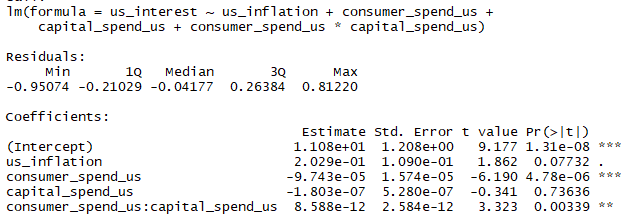 lm(formula = us_interest ~ us_inflation + consumer_spend_us +
capital_spend_us + consumer_spend_us * capital_spend_us)
Residuals:
Min 1Q Median 3Q Max
-0.95074 -0.21029 -0.04177 0.26384 0.81220
Coefficients:
Estimate Std. Error t value Pr(>|t|)
(Intercept) 1.108e+01 1.208e+00 9.177 1.31e-08 ***
us_inflation 2.029e-01 1.090e-01 1.862 0.07732 .
consumer_spend_us -9.743e-05 1.574e-05 -6.190 4.78e-06 ***
capital_spend_us -1.803e-07 5.280e-07 -0.341 0.73636
consumer_spend_us:capital_spend_us 8.588e-12 2.584e-12 3.323 0.00339 **